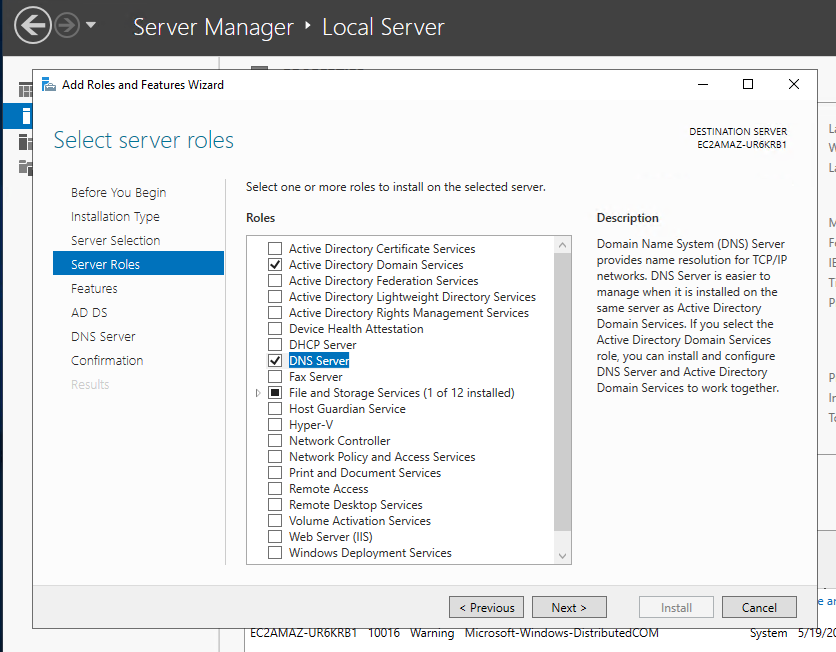 Server Manager ‣ Local Server
Add Roles and Features Wizard
Select server roles
DESTINATION SERVER
EC2AMAZ-UR6KRB1
Before You Begin
Installation Type
Server Selection
Server Roles
Features
AD DS
DNS Server
Confirmation
Results
Select one or more roles to install on the selected server.
Roles
Active Directory Certificate Services
Active Directory Domain Services
Active Directory Federation Services
Active Directory Lightweight Directory Services
Active Directory Rights Management Services
Device Health Attestation
DHCP Server
DNS Server
Fax Server
File and Storage Services (1 of 12 installed)
Host Guardian Service
Hyper-V
Network Controller
Network Policy and Access Services
Print and Document Services
Remote Access
Remote Desktop Services
Volume Activation Services
Web Server (IIS)
Windows Deployment Services
Description
Domain Name System (DNS) Server
provides name resolution for TCP/IP
networks. DNS Server is easier to
manage when it is installed on the
same server as Active Directory
Domain Services. If you select the
Active Directory Domain Services
role, you can install and configure
DNS Server and Active Directory
Domain Services to work together.
< Previous
Next >
Install
Cancel
EC2AMAZ-UR6KRB1 10016 Warning Microsoft-Windows-DistributedCOM System 5/19/20